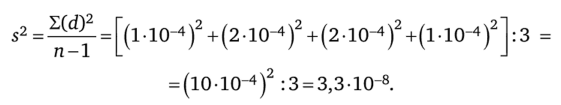 s² = Σ(d)² / n−1 = [(1·10⁻⁴)² + (2·10⁻⁴)² + (2·10⁻⁴)² + (1·10⁻⁴)²] : 3 =
= (10·10⁻⁴)² : 3 = 3,3·10⁻⁸.